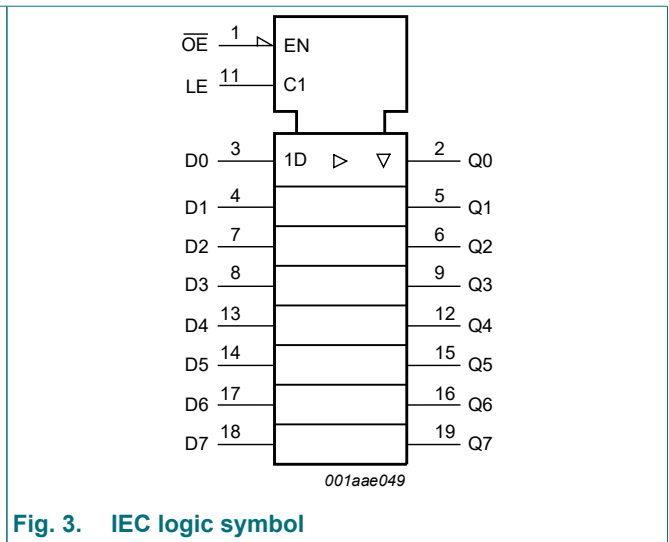 OE 1 EN
LE 11 C1
D0 3 1D 2 Q0
D1 4 5 Q1
D2 7 6 Q2
D3 8 9 Q3
D4 13 12 Q4
D5 14 15 Q5
D6 17 16 Q6
D7 18 19 Q7
001aae049
Fig. 3. IEC logic symbol